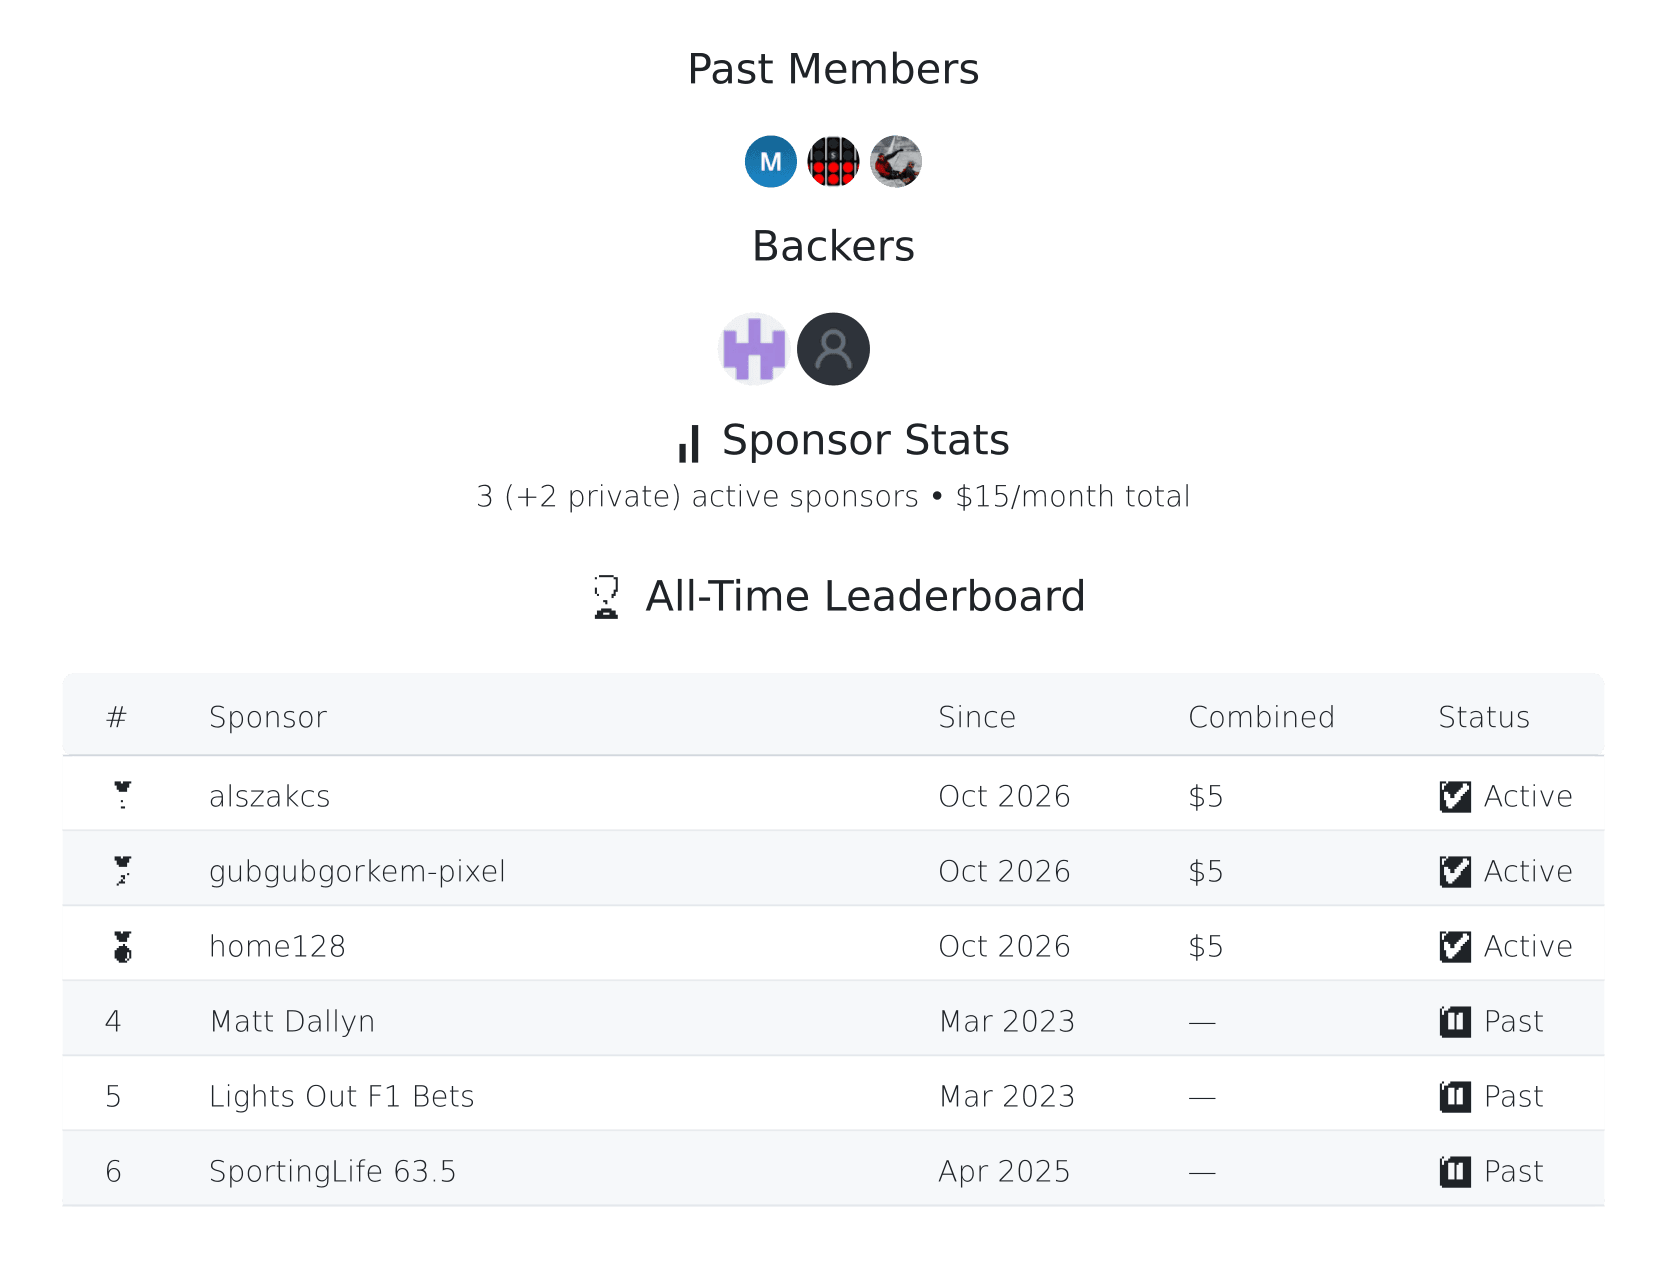 Past Members
M
Backers
Sponsor Stats
3 (+2 private) active sponsors • $15/month total
All-Time Leaderboard
# Sponsor Since Combined Status
alszakcs Oct 2026 $5 Active
gubgubgorkem-pixel Oct 2026 $5 Active
home128 Oct 2026 $5 Active
4 Matt Dallyn Mar 2023 — Past
5 Lights Out F1 Bets Mar 2023 — Past
6 SportingLife 63.5 Apr 2025 — Past